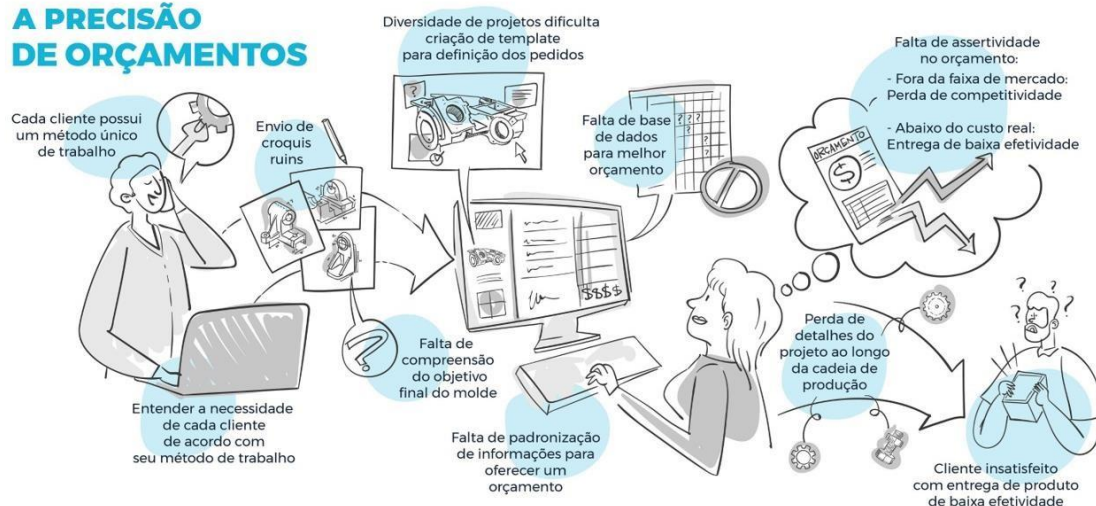 A PRECISÃO
DE ORÇAMENTOS
Cada cliente possui
um método único
de trabalho
Envio de
croquis
ruins
Diversidade de projetos dificulta
criação de template
para definição dos pedidos
?
Falta de base
de dados
para melhor
orçamento
? ? ?
?
?
Falta de assertividade
no orçamento:
- Fora da faixa de mercado:
Perda de competitividade
- Abaixo do custo real:
Entrega de baixa efetividade
ORÇAMENTO
$
$$$$
Entender a necessidade
de cada cliente
de acordo com
seu método de trabalho
?
Falta de
compreensão
do objetivo
final do molde
Falta de padronização
de informações para
oferecer um
orçamento
Perda de
detalhes do
projeto ao longo
da cadeia de
produção
? ? ? ?
Cliente insatisfeito
com entrega de produto
de baixa efetividade